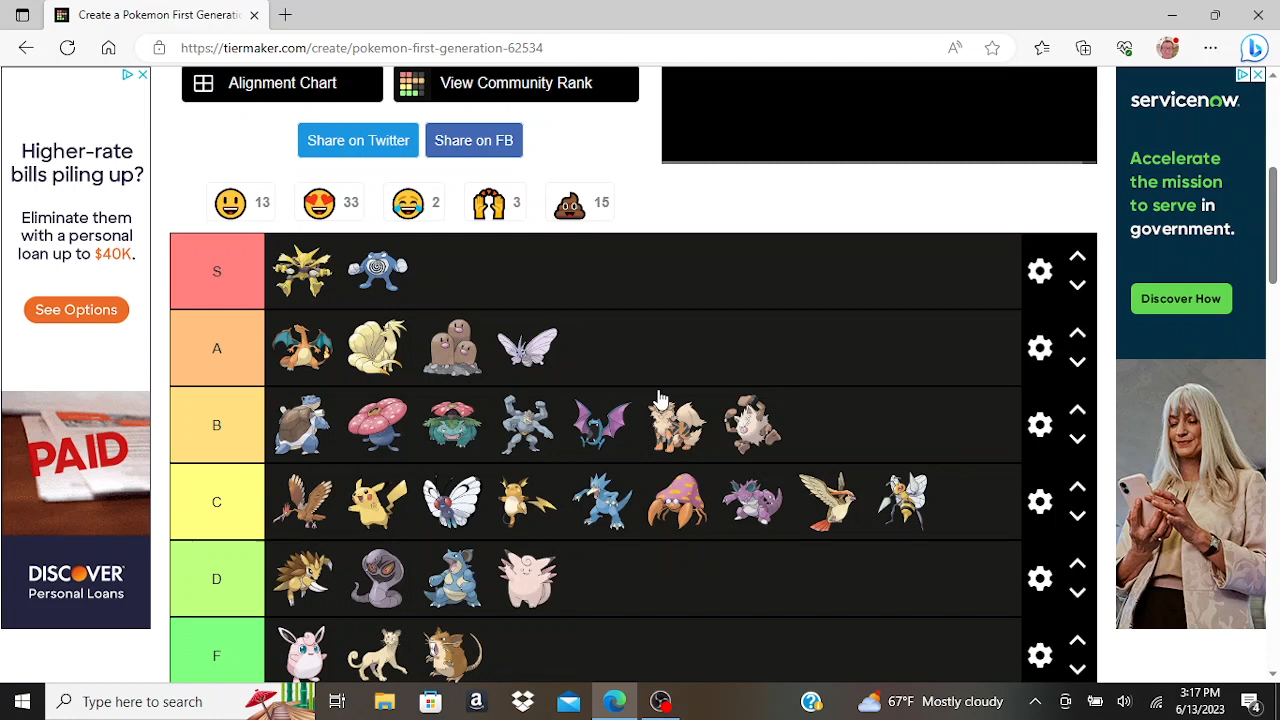 Create a Pokemon First Generatio
https://tiermaker.com/create/pokemon-first-generation-62534
Alignment Chart
View Community Rank
Share on Twitter
Share on FB
13
33
2
3
15
Higher-rate
bills piling up?
Eliminate them
with a personal
loan up to $40K.
See Options
PAID
DISCOVER
Personal Loans
S
A
B
C
D
F
servicenow.
Accelerate
the mission
to serve in
government.
Discover How
Type here to search
a
67°F Mostly cloudy
3:17 PM
6/13/2023
4